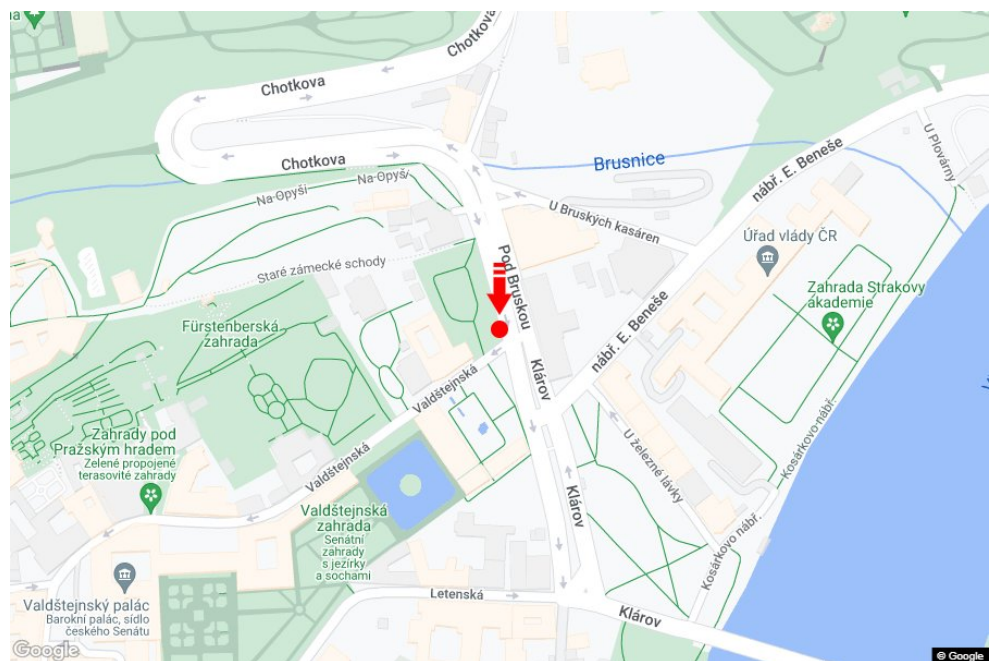 Chotkova
Chotkova
Chotkova
Brusnice
nábř. E. Beneše
U Plovárny
Na Opyši
Na Opyši
U Bruských kasáren
Pod Bruskou
Staré zámecké schody
Úřad vlády ČR
Zahrada Strakovy
akademie
Fürstenberská
zahrada
nábř. E. Beneše
Klárov
Valdštejnská
Zahrady pod
Pražským hradem
Zelené propojené
terasovité zahrady
Valdštejnská
U železné lávky
Kosárkovo nábř.
Klárov
Valdštejnská
zahrada
Senátní
zahrady
s jezírky
a sochami
Kosárkovo nábř.
Valdštejnský palác
Barokní palác, sídlo
českého Senátu
Letenská
Klárov
Google
© Google